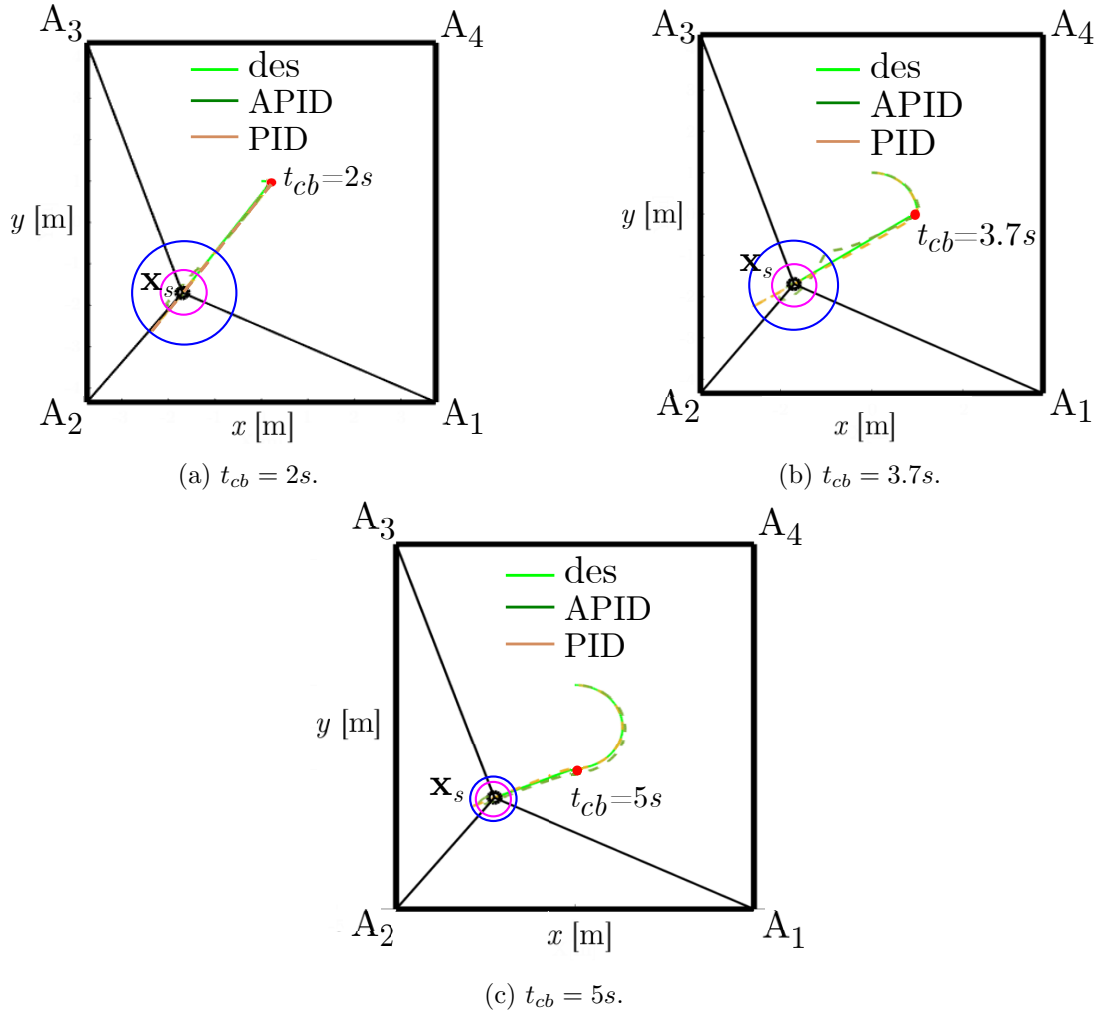 A₃ A₄
des
APID
PID
t_cb=2s
y [m]
x_s
A₂ A₁
x [m]
(a) t_cb = 2s.
A₃ A₄
des
APID
PID
y [m]
t_cb=3.7s
x_s
A₂ A₁
x [m]
(b) t_cb = 3.7s.
A₃ A₄
des
APID
PID
y [m]
x_s
t_cb=5s
A₂ A₁
x [m]
(c) t_cb = 5s.